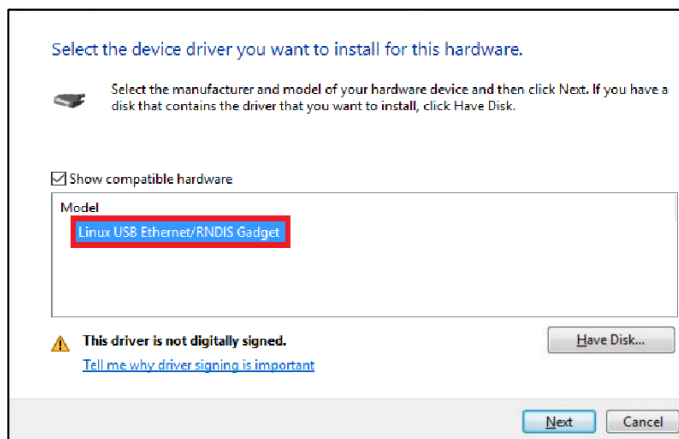 Select the device driver you want to install for this hardware.
Select the manufacturer and model of your hardware device and then click Next. If you have a
disk that contains the driver that you want to install, click Have Disk.
Show compatible hardware
Model
Linux USB Ethernet/RNDIS Gadget
This driver is not digitally signed.
Have Disk...
Tell me why driver signing is important
Next
Cancel